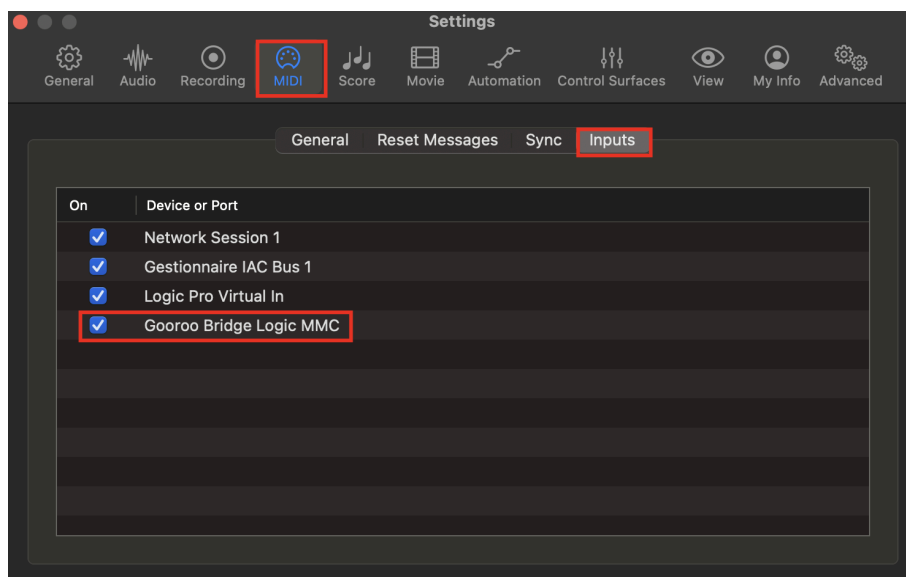 Settings
General Audio Recording MIDI Score Movie Automation Control Surfaces View My Info Advanced
General Reset Messages Sync Inputs
On Device or Port
Network Session 1
Gestionnaire IAC Bus 1
Logic Pro Virtual In
Gooroo Bridge Logic MMC